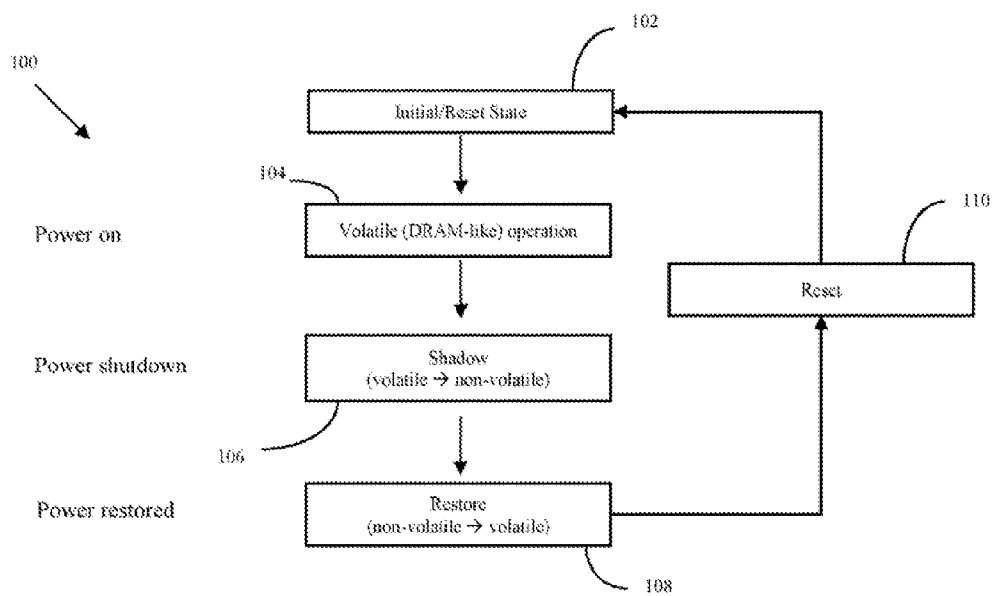 102
100
Initial/Reset State
104
110
Power on
Volatile (DRAM-like) operation
Reset
Power shutdown
Shadow
(volatile → non-volatile)
106
Power restored
Restore
(non-volatile → volatile)
108